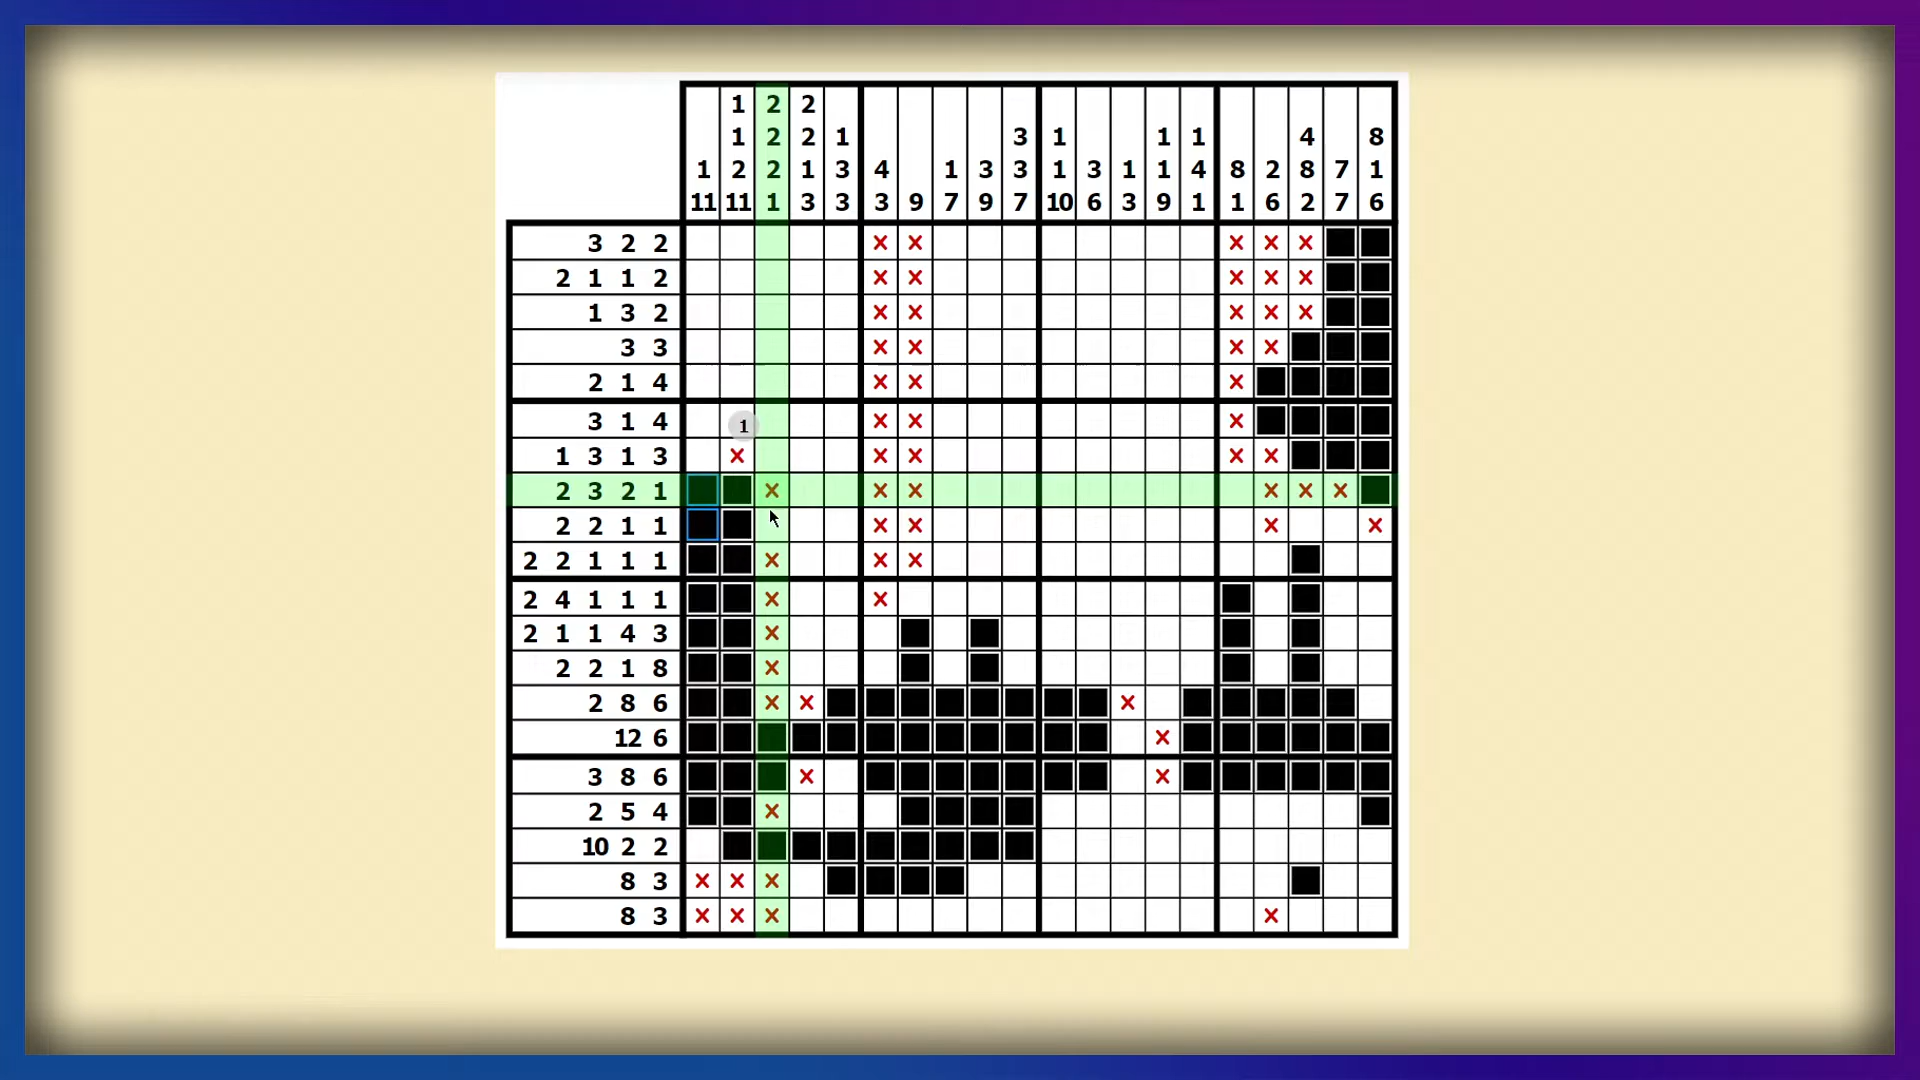 1 2 2
1 2 2 1 3 1 1 1 4 8
1 2 2 1 3 4 1 3 3 1 3 1 1 4 8 2 8 7 1
11 11 1 3 3 3 9 7 9 7 10 6 3 9 1 1 6 2 7 6
3 2 2
2 1 1 2
1 3 2
3 3
2 1 4
3 1 4
1
1 3 1 3
2 3 2 1
2 2 1 1
2 2 1 1 1
2 4 1 1 1
2 1 1 4 3
2 2 1 8
2 8 6
12 6
3 8 6
2 5 4
10 2 2
8 3
8 3